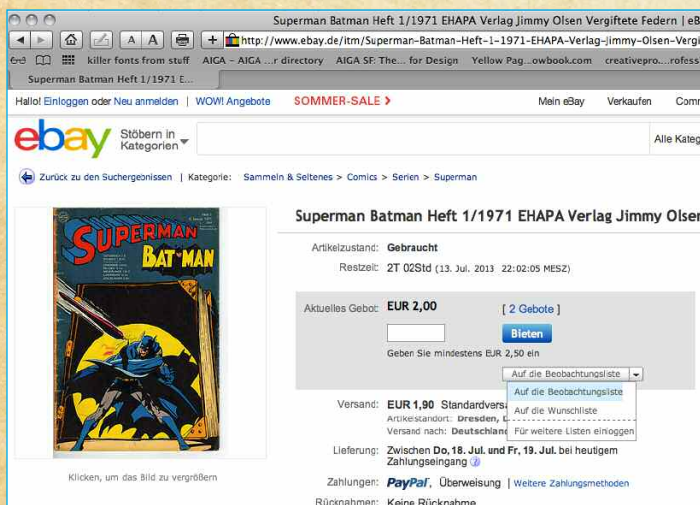 Superman Batman Heft 1/1971 EHAPA Verlag Jimmy Olsen Vergiftete Federn | eB
A A
http://www.ebay.de/itm/Superman-Batman-Heft-1-1971-EHAPA-Verlag-Jimmy-Olsen-Vergi
killer fonts from stuff AIGA – AIGA ...r directory AIGA SF: The... for Design Yellow Pag...owbook.com creativepro....rofess
Superman Batman Heft 1/1971 E...
Hallo! Einloggen oder Neu anmelden | WOW! Angebote SOMMER-SALE Mein eBay Verkaufen Comm
ebay Stöbern in Kategorien Alle Kateg
Zurück zu den Suchergebnissen | Kategorie: Sammeln & Seltenes > Comics > Serien > Superman
SUPERMAN
BATMAN
Klicken, um das Bild zu vergrößern
Superman Batman Heft 1/1971 EHAPA Verlag Jimmy Olsen
Artikelzustand: Gebraucht
Restzeit: 2T 02Std (13. Jul. 2013 22:02:05 MESZ)
Aktuelles Gebot: EUR 2,00 [ 2 Gebote ]
Bieten
Geben Sie mindestens EUR 2,50 ein
Auf die Beobachtungsliste
Auf die Beobachtungsliste
Auf die Wunschliste
Für weitere Listen einloggen
Versand: EUR 1,90 Standardversa
Artikelstandort: Dresden, D
Versand nach: Deutschland
Lieferung: Zwischen Do, 18. Jul. und Fr, 19. Jul. bei heutigem
Zahlungseingang
Zahlungen: PayPal, Überweisung | Weitere Zahlungsmethoden
Rücknahmen: Keine Rücknahme